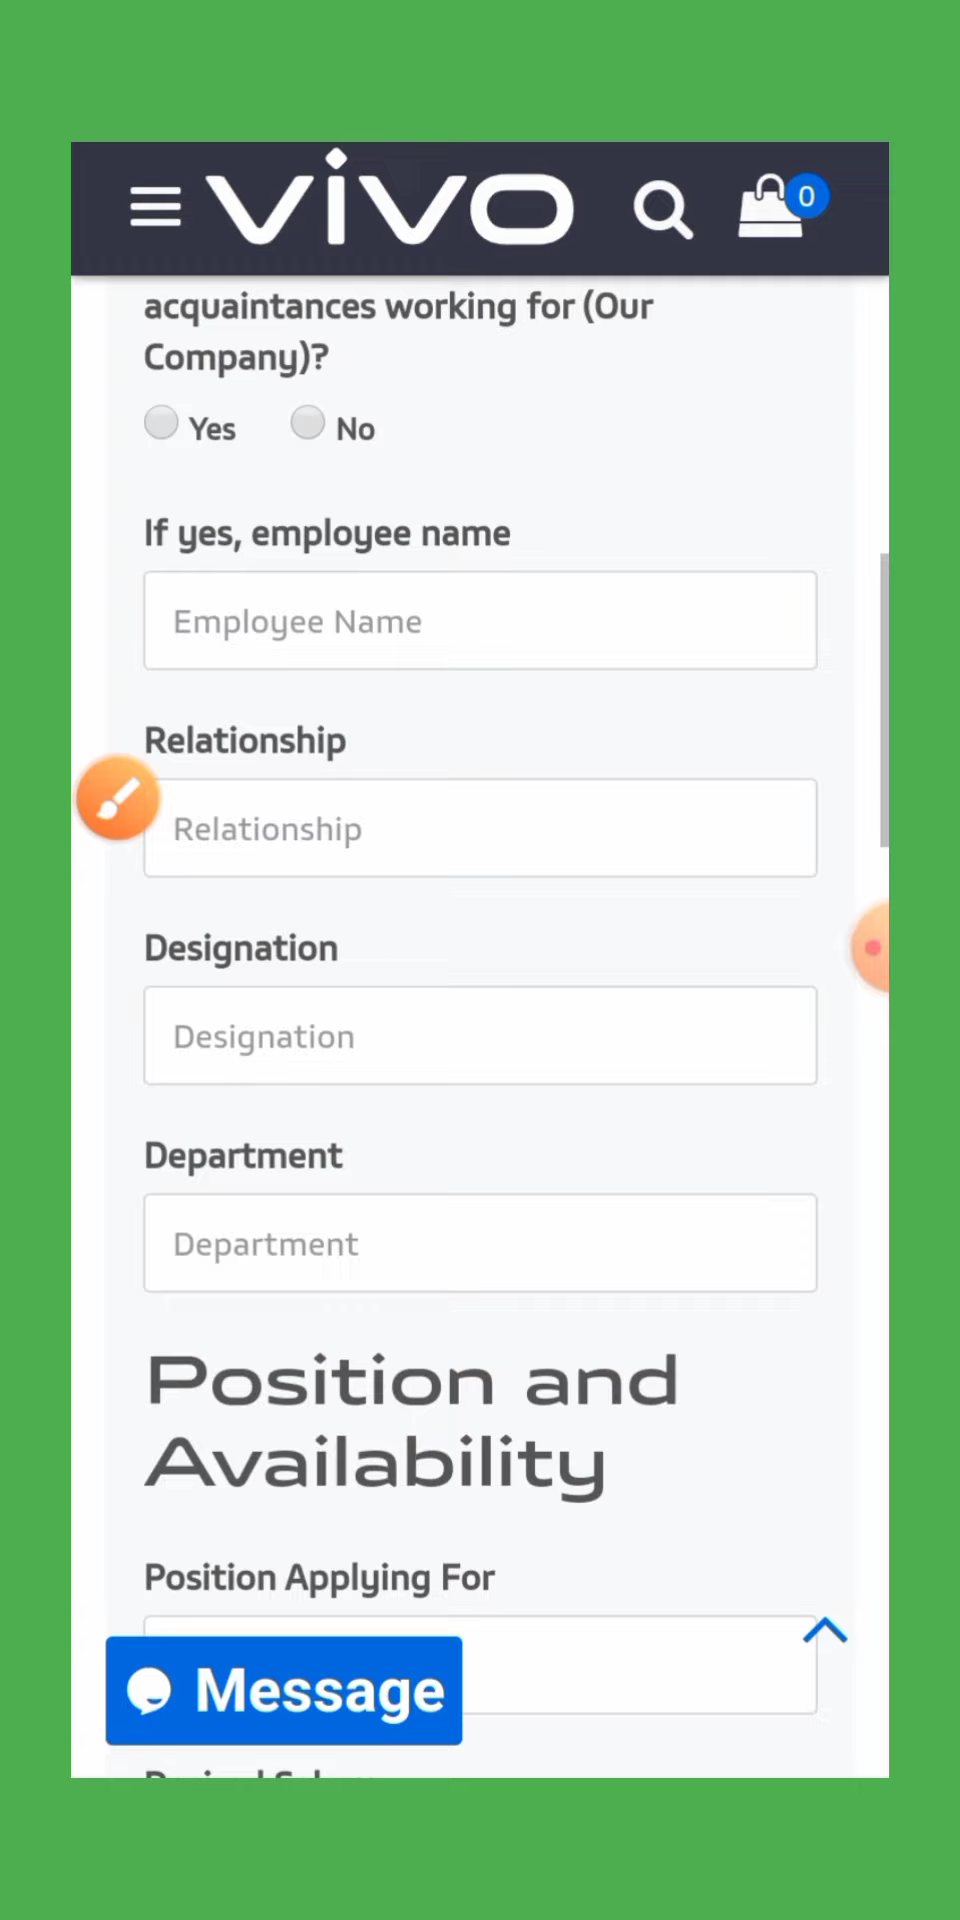 vivo
0
acquaintances working for (Our
Company)?
Yes No
If yes, employee name
Employee Name
Relationship
Relationship
Designation
Designation
Department
Department
Position and
Availability
Position Applying For
Message